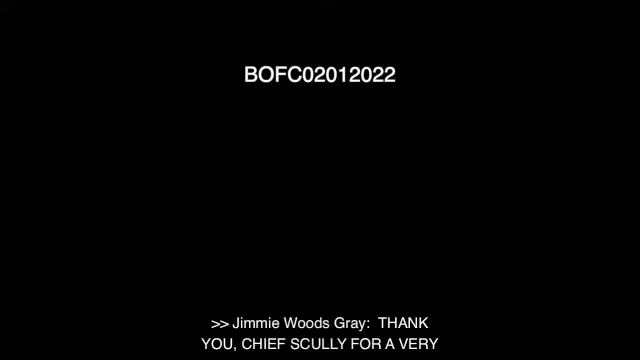 BOFC02012022
>> Jimmie Woods Gray:  THANK
YOU, CHIEF SCULLY FOR A VERY